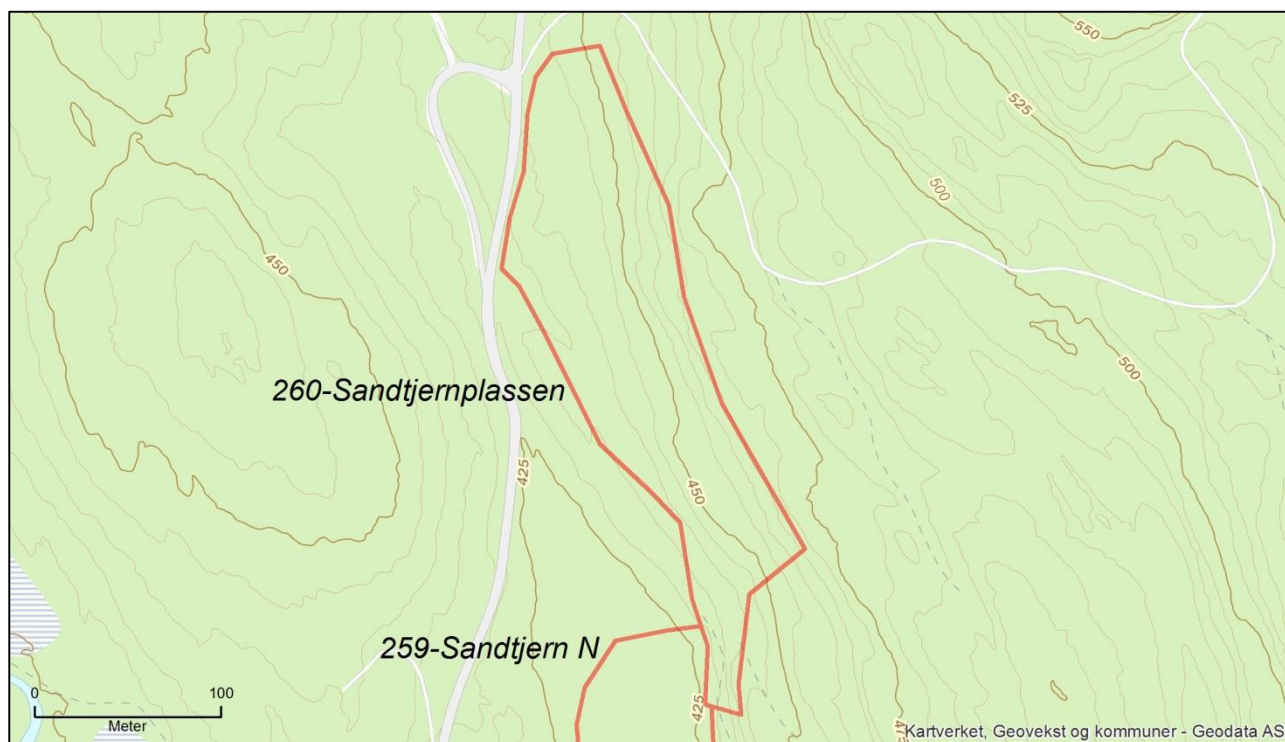 550
525
500
450
500
260-Sandtjernplassen
425
450
259-Sandtjern N
0 100
Meter
425
475
Kartverket, Geovekst og kommuner - Geodata AS